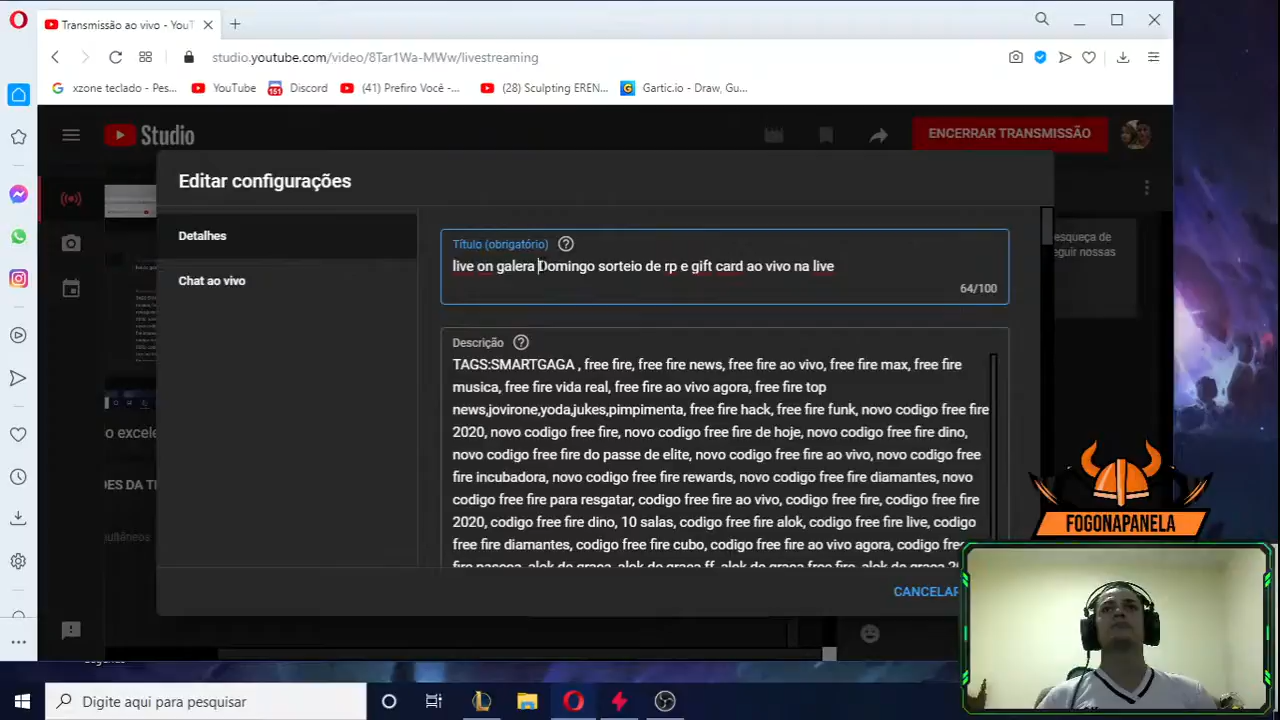 Transmissão ao vivo - YouT
studio.youtube.com/video/8Tar1Wa-MWw/livestreaming
xzone teclado - Pes...
YouTube
Discord
(41) Prefiro Você -...
(28) Sculpting EREN...
Gartic.io - Draw, Gu...
Studio
ENCERRAR TRANSMISSÃO
Editar configurações
Detalhes
Chat ao vivo
Título (obrigatório)
live on galera Domingo sorteio de rp e gift card ao vivo na live
64/100
esqueça de
eguir nossas
Descrição
TAGS:SMARTGAGA , free fire, free fire news, free fire ao vivo, free fire max, free fire
musica, free fire vida real, free fire ao vivo agora, free fire top
news,jovirone,yoda,jukes,pimpimenta, free fire hack, free fire funk, novo codigo free fire
2020, novo codigo free fire, novo codigo free fire de hoje, novo codigo free fire dino,
novo codigo free fire do passe de elite, novo codigo free fire ao vivo, novo codigo free
fire incubadora, novo codigo free fire rewards, novo codigo free fire diamantes, novo
codigo free fire para resgatar, codigo free fire ao vivo, codigo free fire, codigo free fire
2020, codigo free fire dino, 10 salas, codigo free fire alok, codigo free fire live, codigo
free fire diamantes, codigo free fire cubo, codigo free fire ao vivo agora, codigo free
o excele
ES DA T
ultâneos
CANCELAR
FOGONAPANELA
Digite aqui para pesquisar